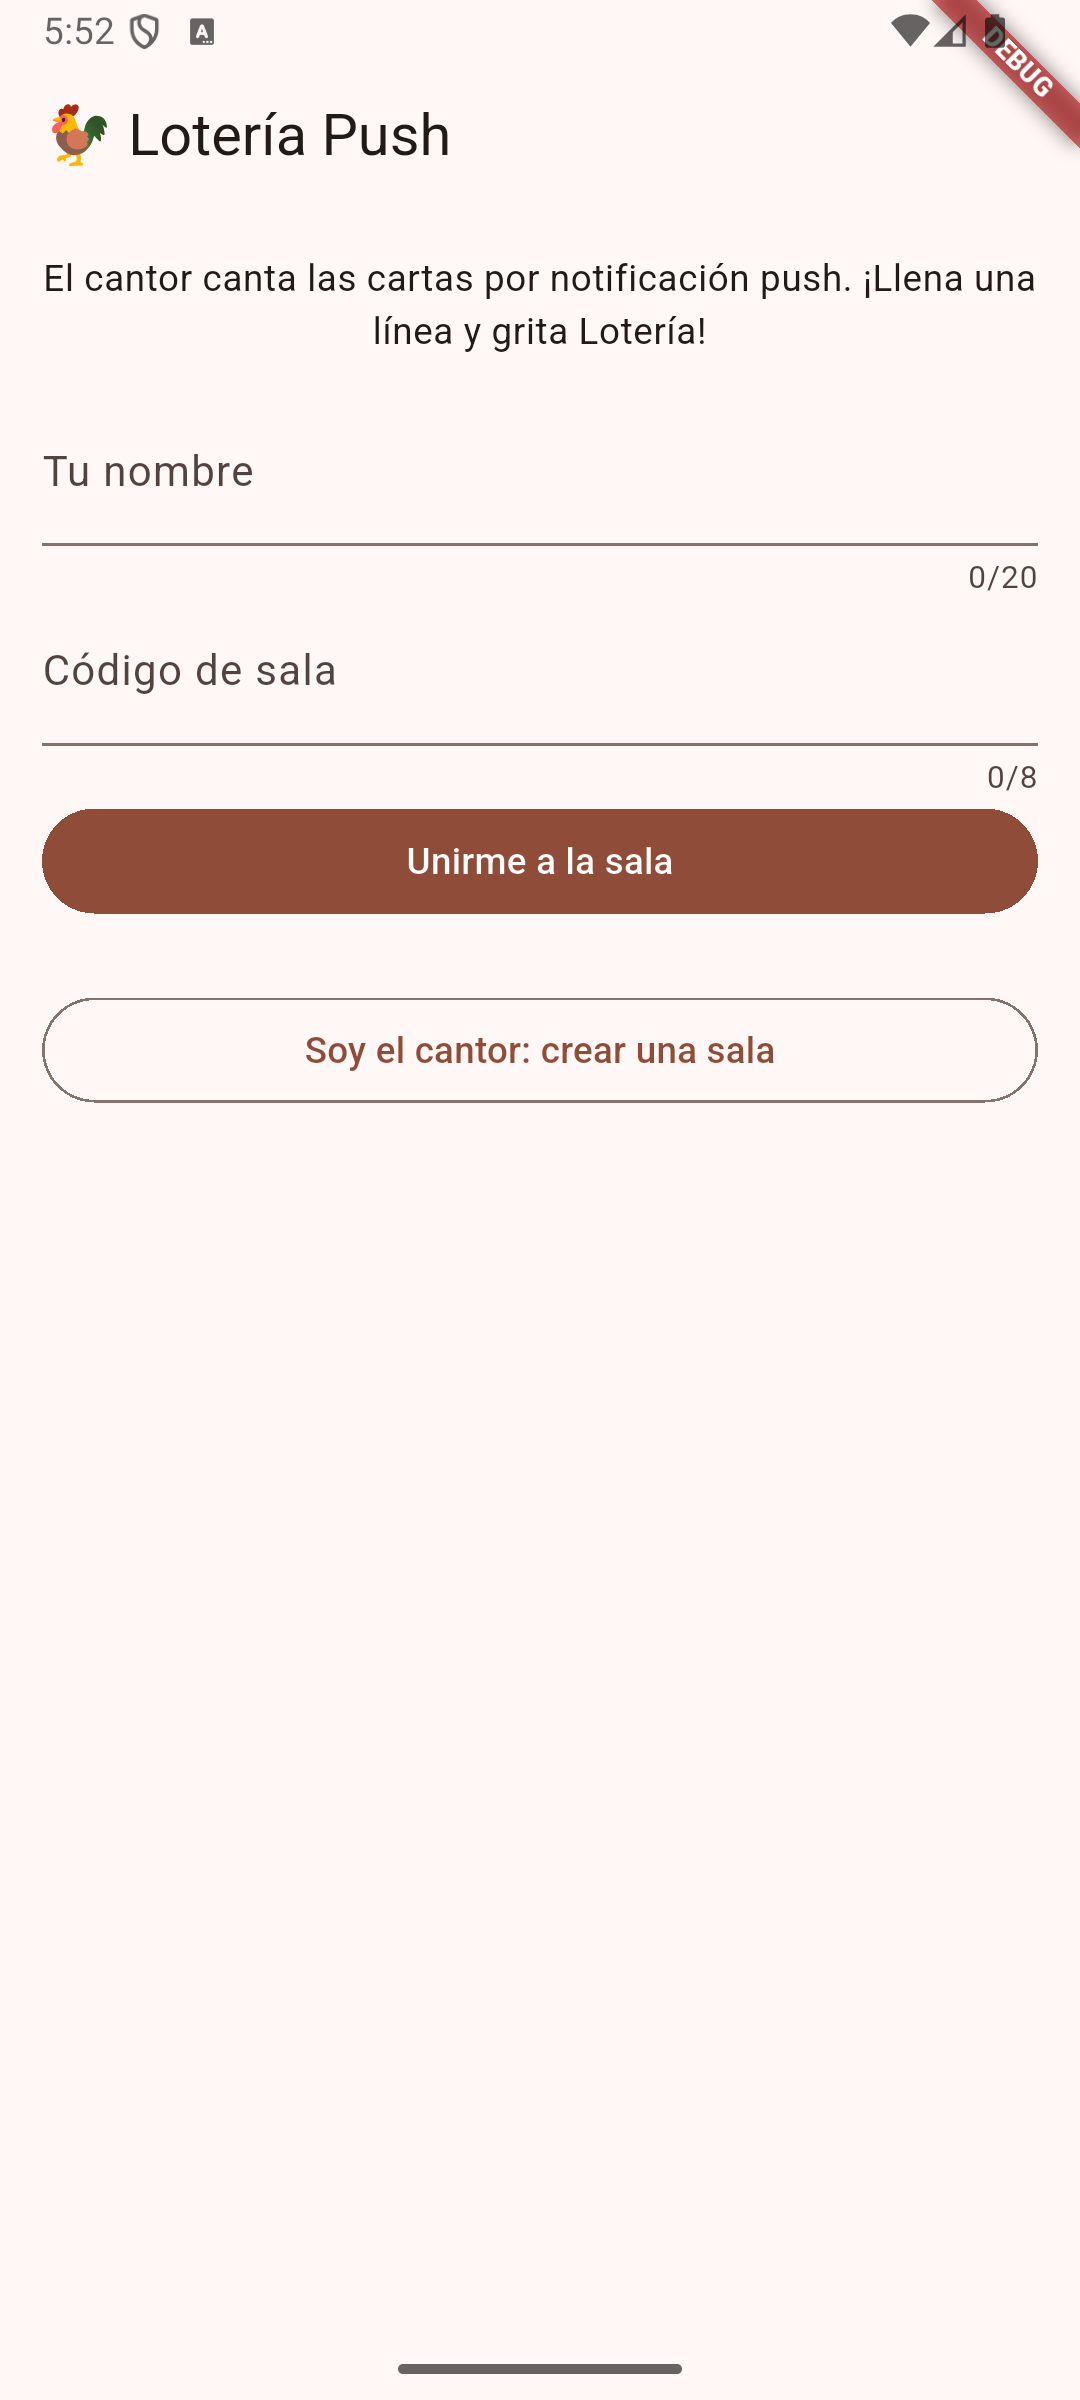 5:52
DEBUG
🐓 Lotería Push
El cantor canta las cartas por notificación push. ¡Llena una
línea y grita Lotería!
Tu nombre
0/20
Código de sala
0/8
Unirme a la sala
Soy el cantor: crear una sala